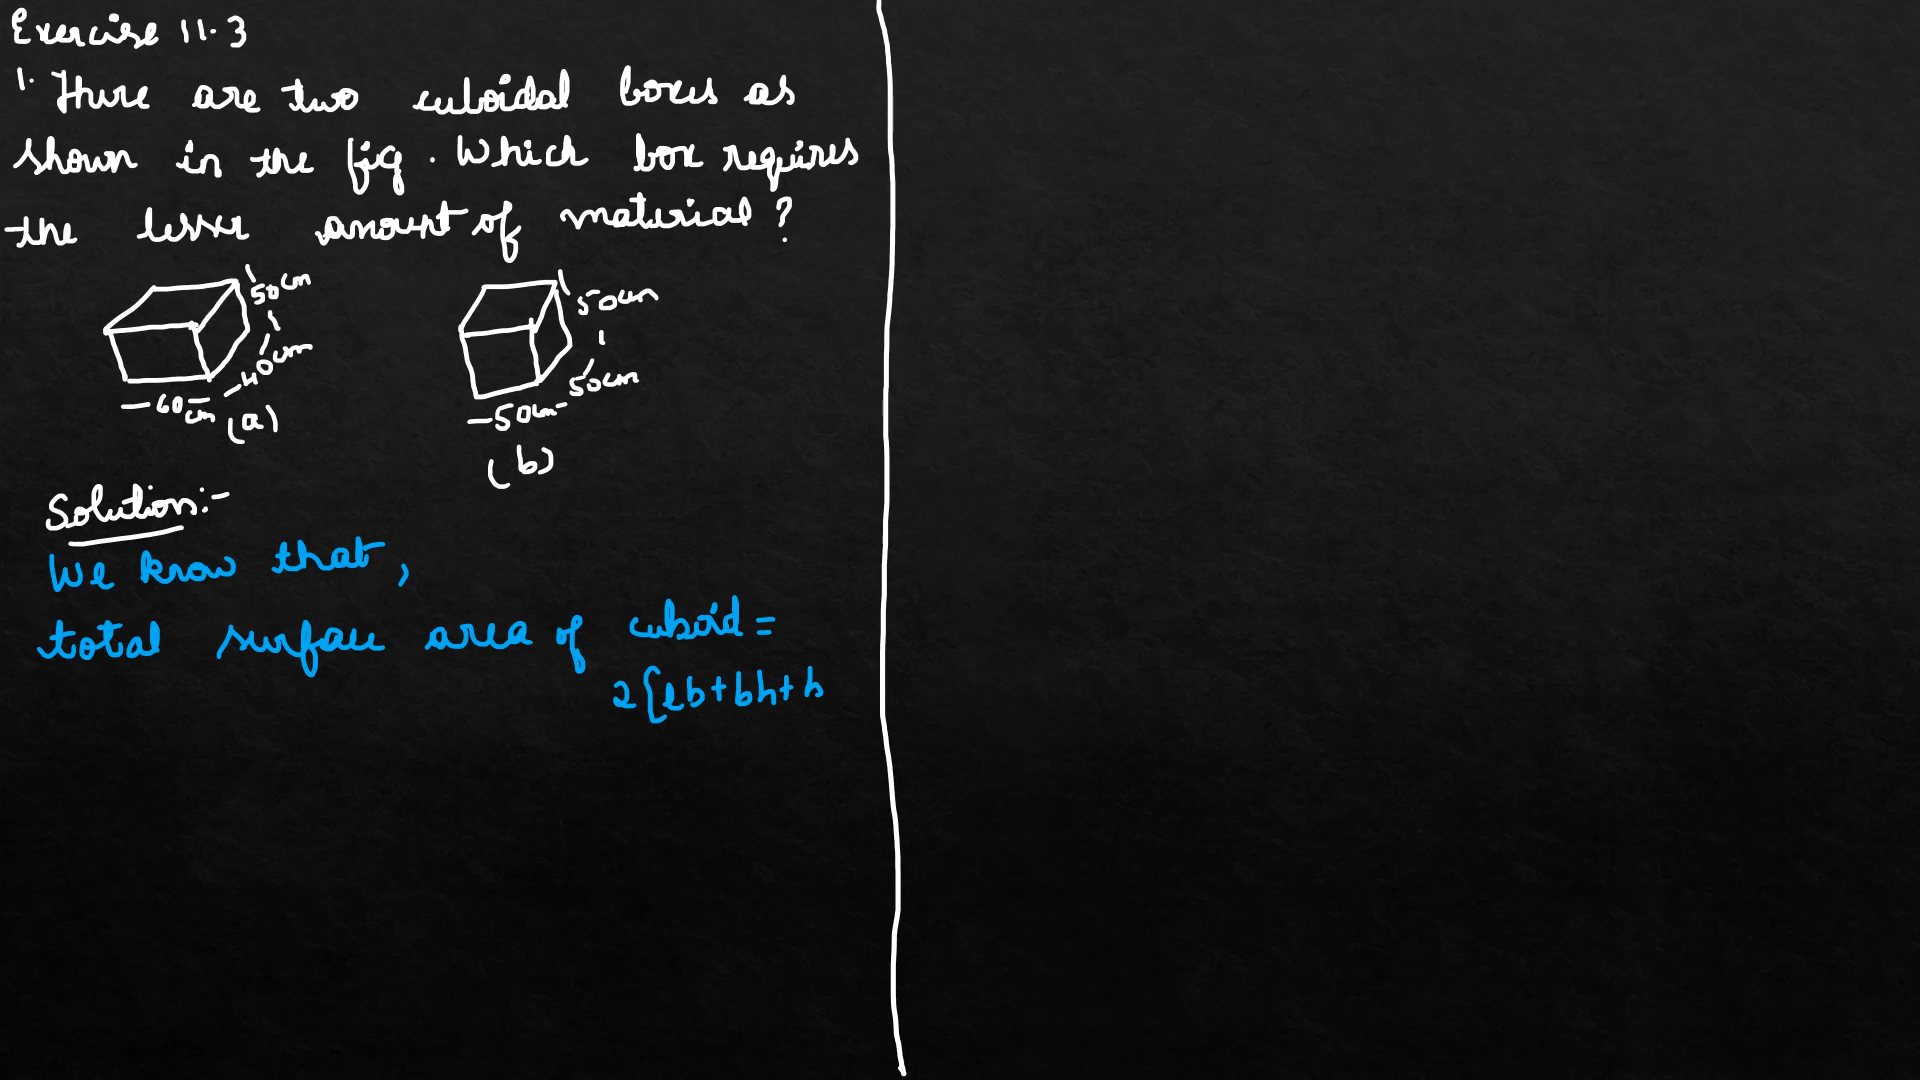 Exercise 11.3
1. There are two cuboidal boxes as
shown in the fig. Which box requires
the lesser amount of material?
50cm
40cm
60cm
(a)
50cm
50cm
50cm
(b)
Solution:-
We know that,
total surface area of cuboid =
2{lb+bh+h